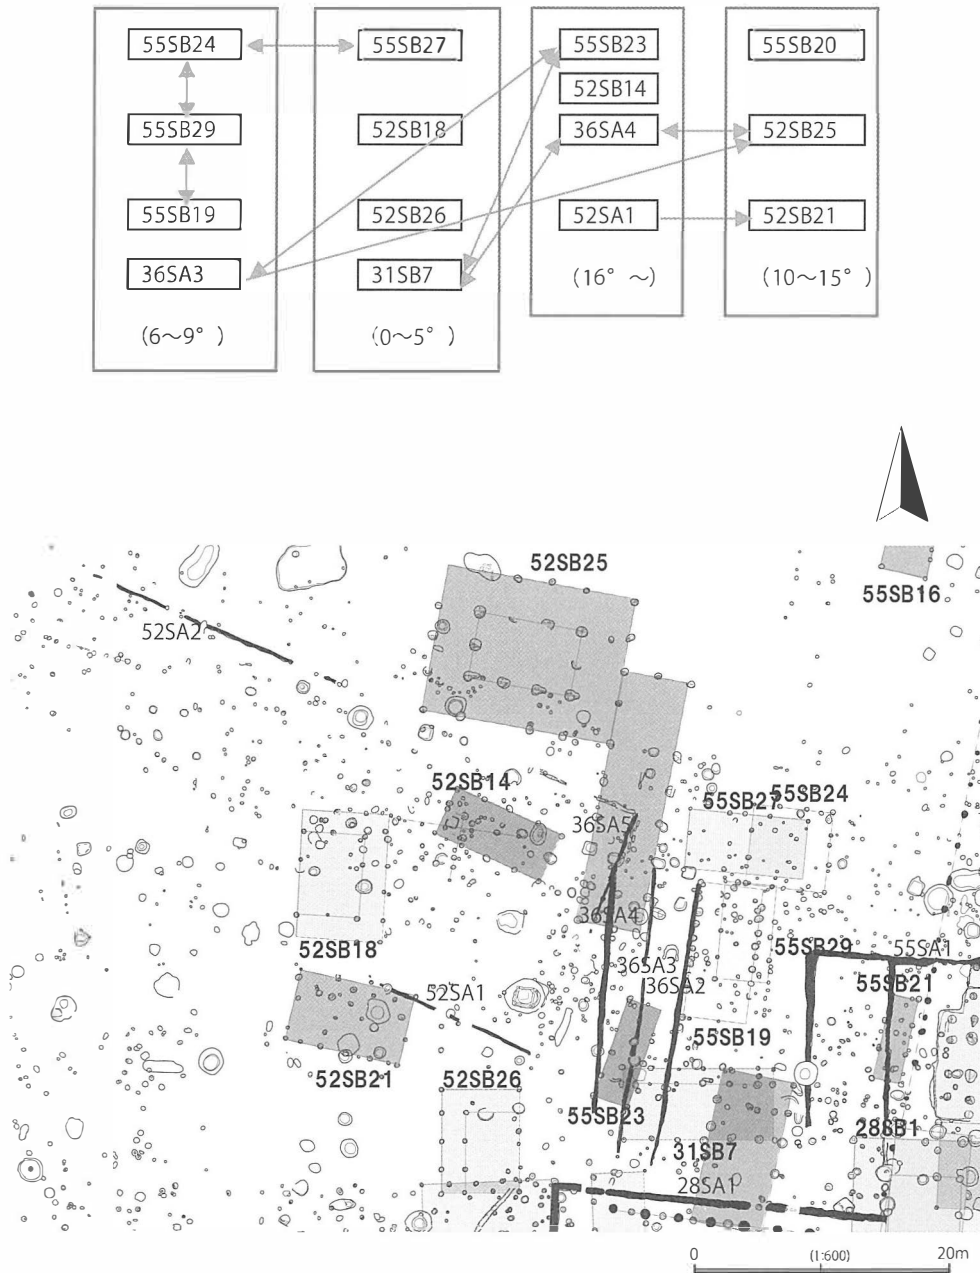 55SB24 55SB27 55SB23 55SB20
52SB14
55SB29 52SB18 36SA4 52SB25
55SB19 52SB26 52SA1 52SB21
36SA3 31SB7 (16° ～) (10～15° )
(6～9° ) (0～5° )
52SB25
55SB16
52SA2
52SB14
55SB24
55SB27
36SA5
36SA4
52SB18 55SB29 55SA1
36SA3
36SA2 55SB21
52SA1
55SB19
52SB21 52SB26
55SB23 28SB1
31SB7
28SA1
0 (1:600) 20m